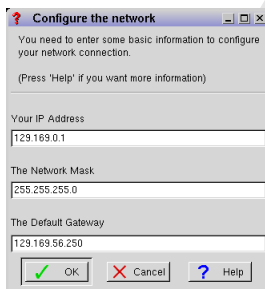 Configure the network
You need to enter some basic information to configure
your network connection.
(Press 'Help' if you want more information)
Your IP Address
129.169.0.1
The Network Mask
255.255.255.0
The Default Gateway
129.169.56.250
OK
Cancel
Help